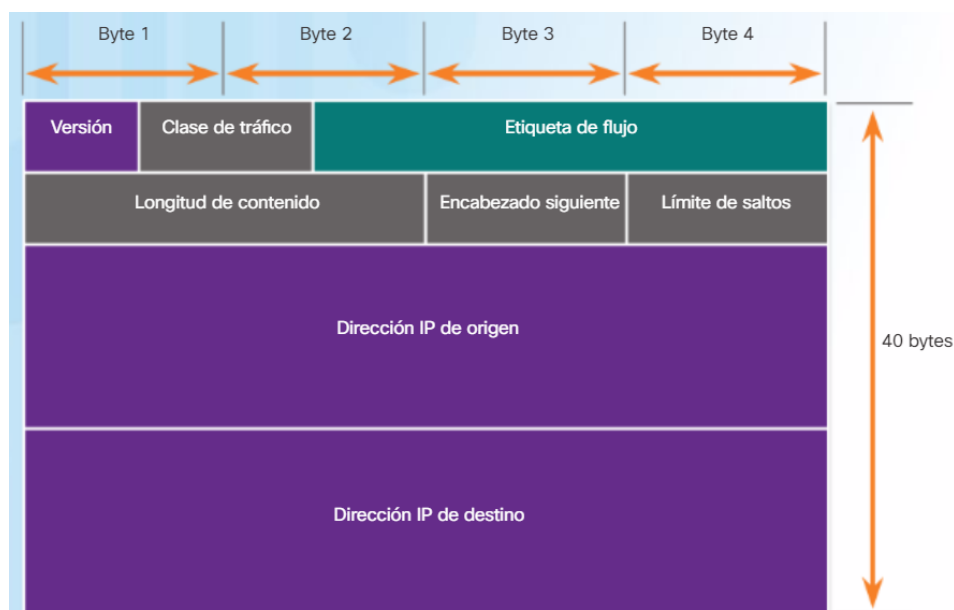 Byte 1
Byte 2
Byte 3
Byte 4
Versión
Clase de tráfico
Etiqueta de flujo
Longitud de contenido
Encabezado siguiente
Límite de saltos
Dirección IP de origen
40 bytes
Dirección IP de destino